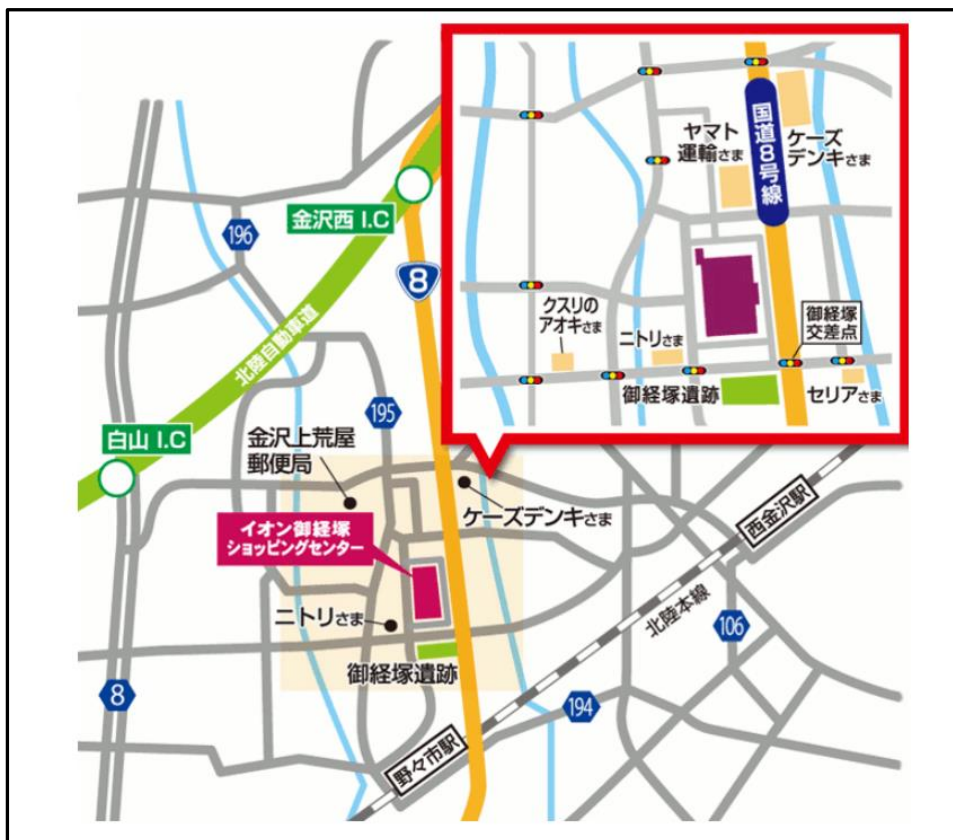 国道8号線
ヤマト
運輸さま
ケーズ
デンキさま
クスリの
アオキさま
ニトリさま
御経塚
交差点
御経塚遺跡
セリアさま
金沢西 I.C
196
8
北陸自動車道
195
白山 I.C
金沢上荒屋
郵便局
ケーズデンキさま
西金沢駅
イオン御経塚
ショッピングセンター
北陸本線
ニトリさま
106
御経塚遺跡
8
194
野々市駅